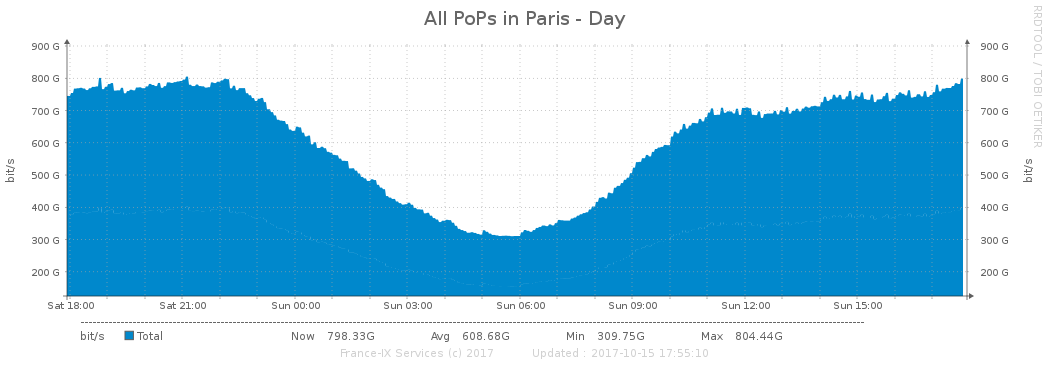 All PoPs in Paris - Day
RRDTOOL / TOBI OETIKER
bit/s
900 G
800 G
700 G
600 G
500 G
400 G
300 G
200 G
900 G
800 G
700 G
600 G
500 G
400 G
300 G
200 G
bit/s
Sat 18:00 Sat 21:00 Sun 00:00 Sun 03:00 Sun 06:00 Sun 09:00 Sun 12:00 Sun 15:00
bit/s Total Now 798.33G Avg 608.68G Min 309.75G Max 804.44G
France-IX Services (c) 2017 Updated : 2017-10-15 17:55:10